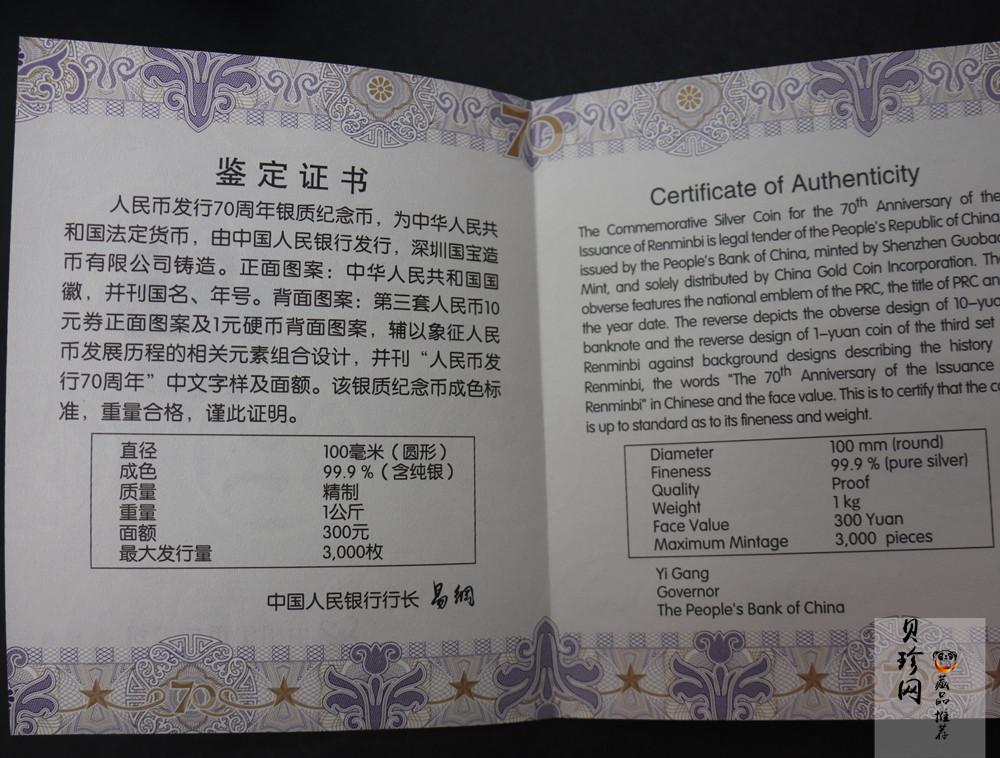 70
鉴定证书
人民币发行70周年银质纪念币，为中华人民共
和国法定货币，由中国人民银行发行，深圳国宝造
币有限公司铸造。正面图案：中华人民共和国国
徽，并刊国名、年号。背面图案：第三套人民币10
元券正面图案及1元硬币背面图案，辅以象征人民
币发展历程的相关元素组合设计，并刊“人民币发
行70周年”中文字样及面额。该银质纪念币成色标
准，重量合格，谨此证明。
直径 100毫米（圆形）
成色 99.9 %（含纯银）
质量 精制
重量 1公斤
面额 300元
最大发行量 3,000枚
中国人民银行行长 易纲
70
Certificate of Authenticity
The Commemorative Silver Coin for the 70th Anniversary of the
Issuance of Renminbi is legal tender of the People's Republic of China
issued by the People's Bank of China, minted by Shenzhen
Mint, and solely distributed by China Gold Coin Incorporation.
obverse features the national emblem of the PRC, the title of PRC
the year date. The reverse depicts the obverse design of
banknote and the reverse design of 1-yuan coin of the third set
Renminbi against background designs describing the history
Renminbi, the words "The 70th Anniversary of the Issuance
Renminbi" in Chinese and the face value. This is to certify that the
is up to standard as to its fineness and weight.
Diameter 100 mm (round)
Fineness 99.9 % (pure silver)
Quality Proof
Weight 1 kg
Face Value 300 Yuan
Maximum Mintage 3,000 pieces
Yi Gang
Governor
The People's Bank of China
贝珍网
藏品推荐